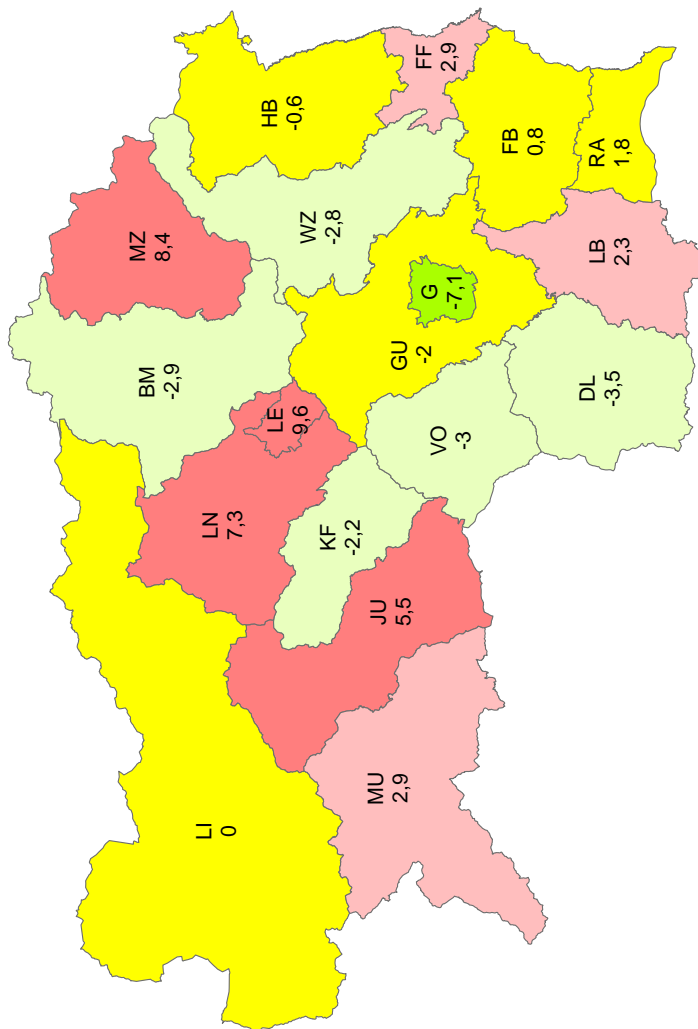 BM
-2,9
MZ
8,4
LI
0
LN
7,3
LE
9,6
HB
-0,6
KF
-2,2
WZ
-2,8
MU
2,9
JU
5,5
GU
-2
VO
-3
G
-7,1
FF
2,9
FB
0,8
DL
-3,5
LB
2,3
RA
1,8